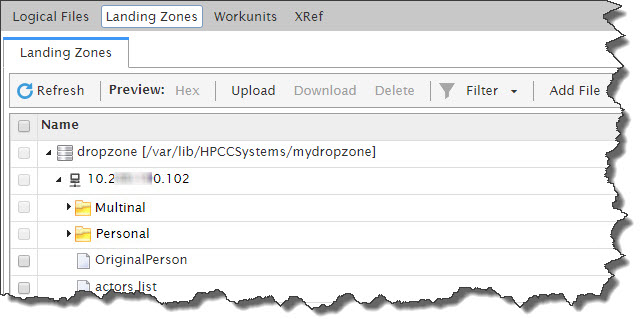 Logical Files Landing Zones Workunits XRef
Landing Zones
Refresh Preview: Hex Upload Download Delete Filter Add File
Name
dropzone [/var/lib/HPCCSystems/mydropzone]
10.2 0.102
Multinal
Personal
OriginalPerson
actors.list